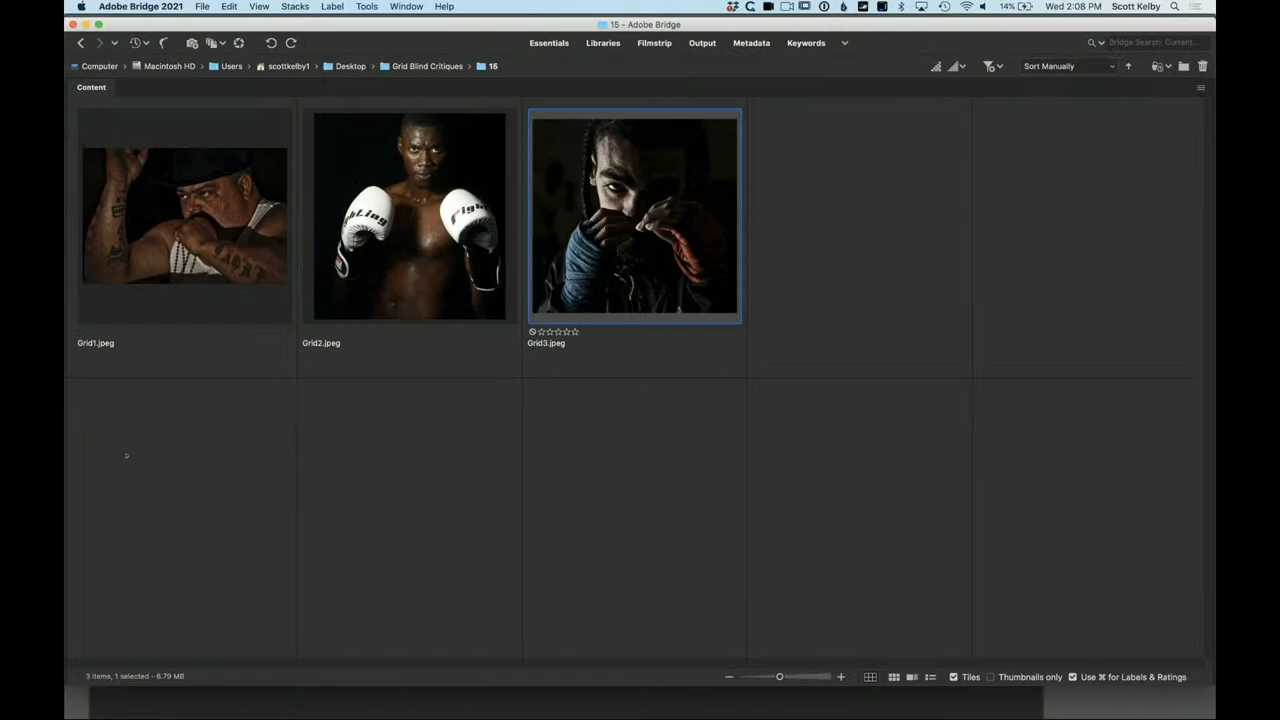 Adobe Bridge 2021 File Edit View Stacks Label Tools Window Help 14% Wed 2:08 PM Scott Kelby
15 - Adobe Bridge
Essentials Libraries Filmstrip Output Metadata Keywords Bridge Search: Current...
Computer Macintosh HD Users scottkelby1 Desktop Grid Blind Critiques 15 Sort Manually
Content
Grid1.jpeg Grid2.jpeg Grid3.jpeg
3 items, 1 selected - 6.79 MB Tiles Thumbnails only Use ⌘ for Labels & Ratings